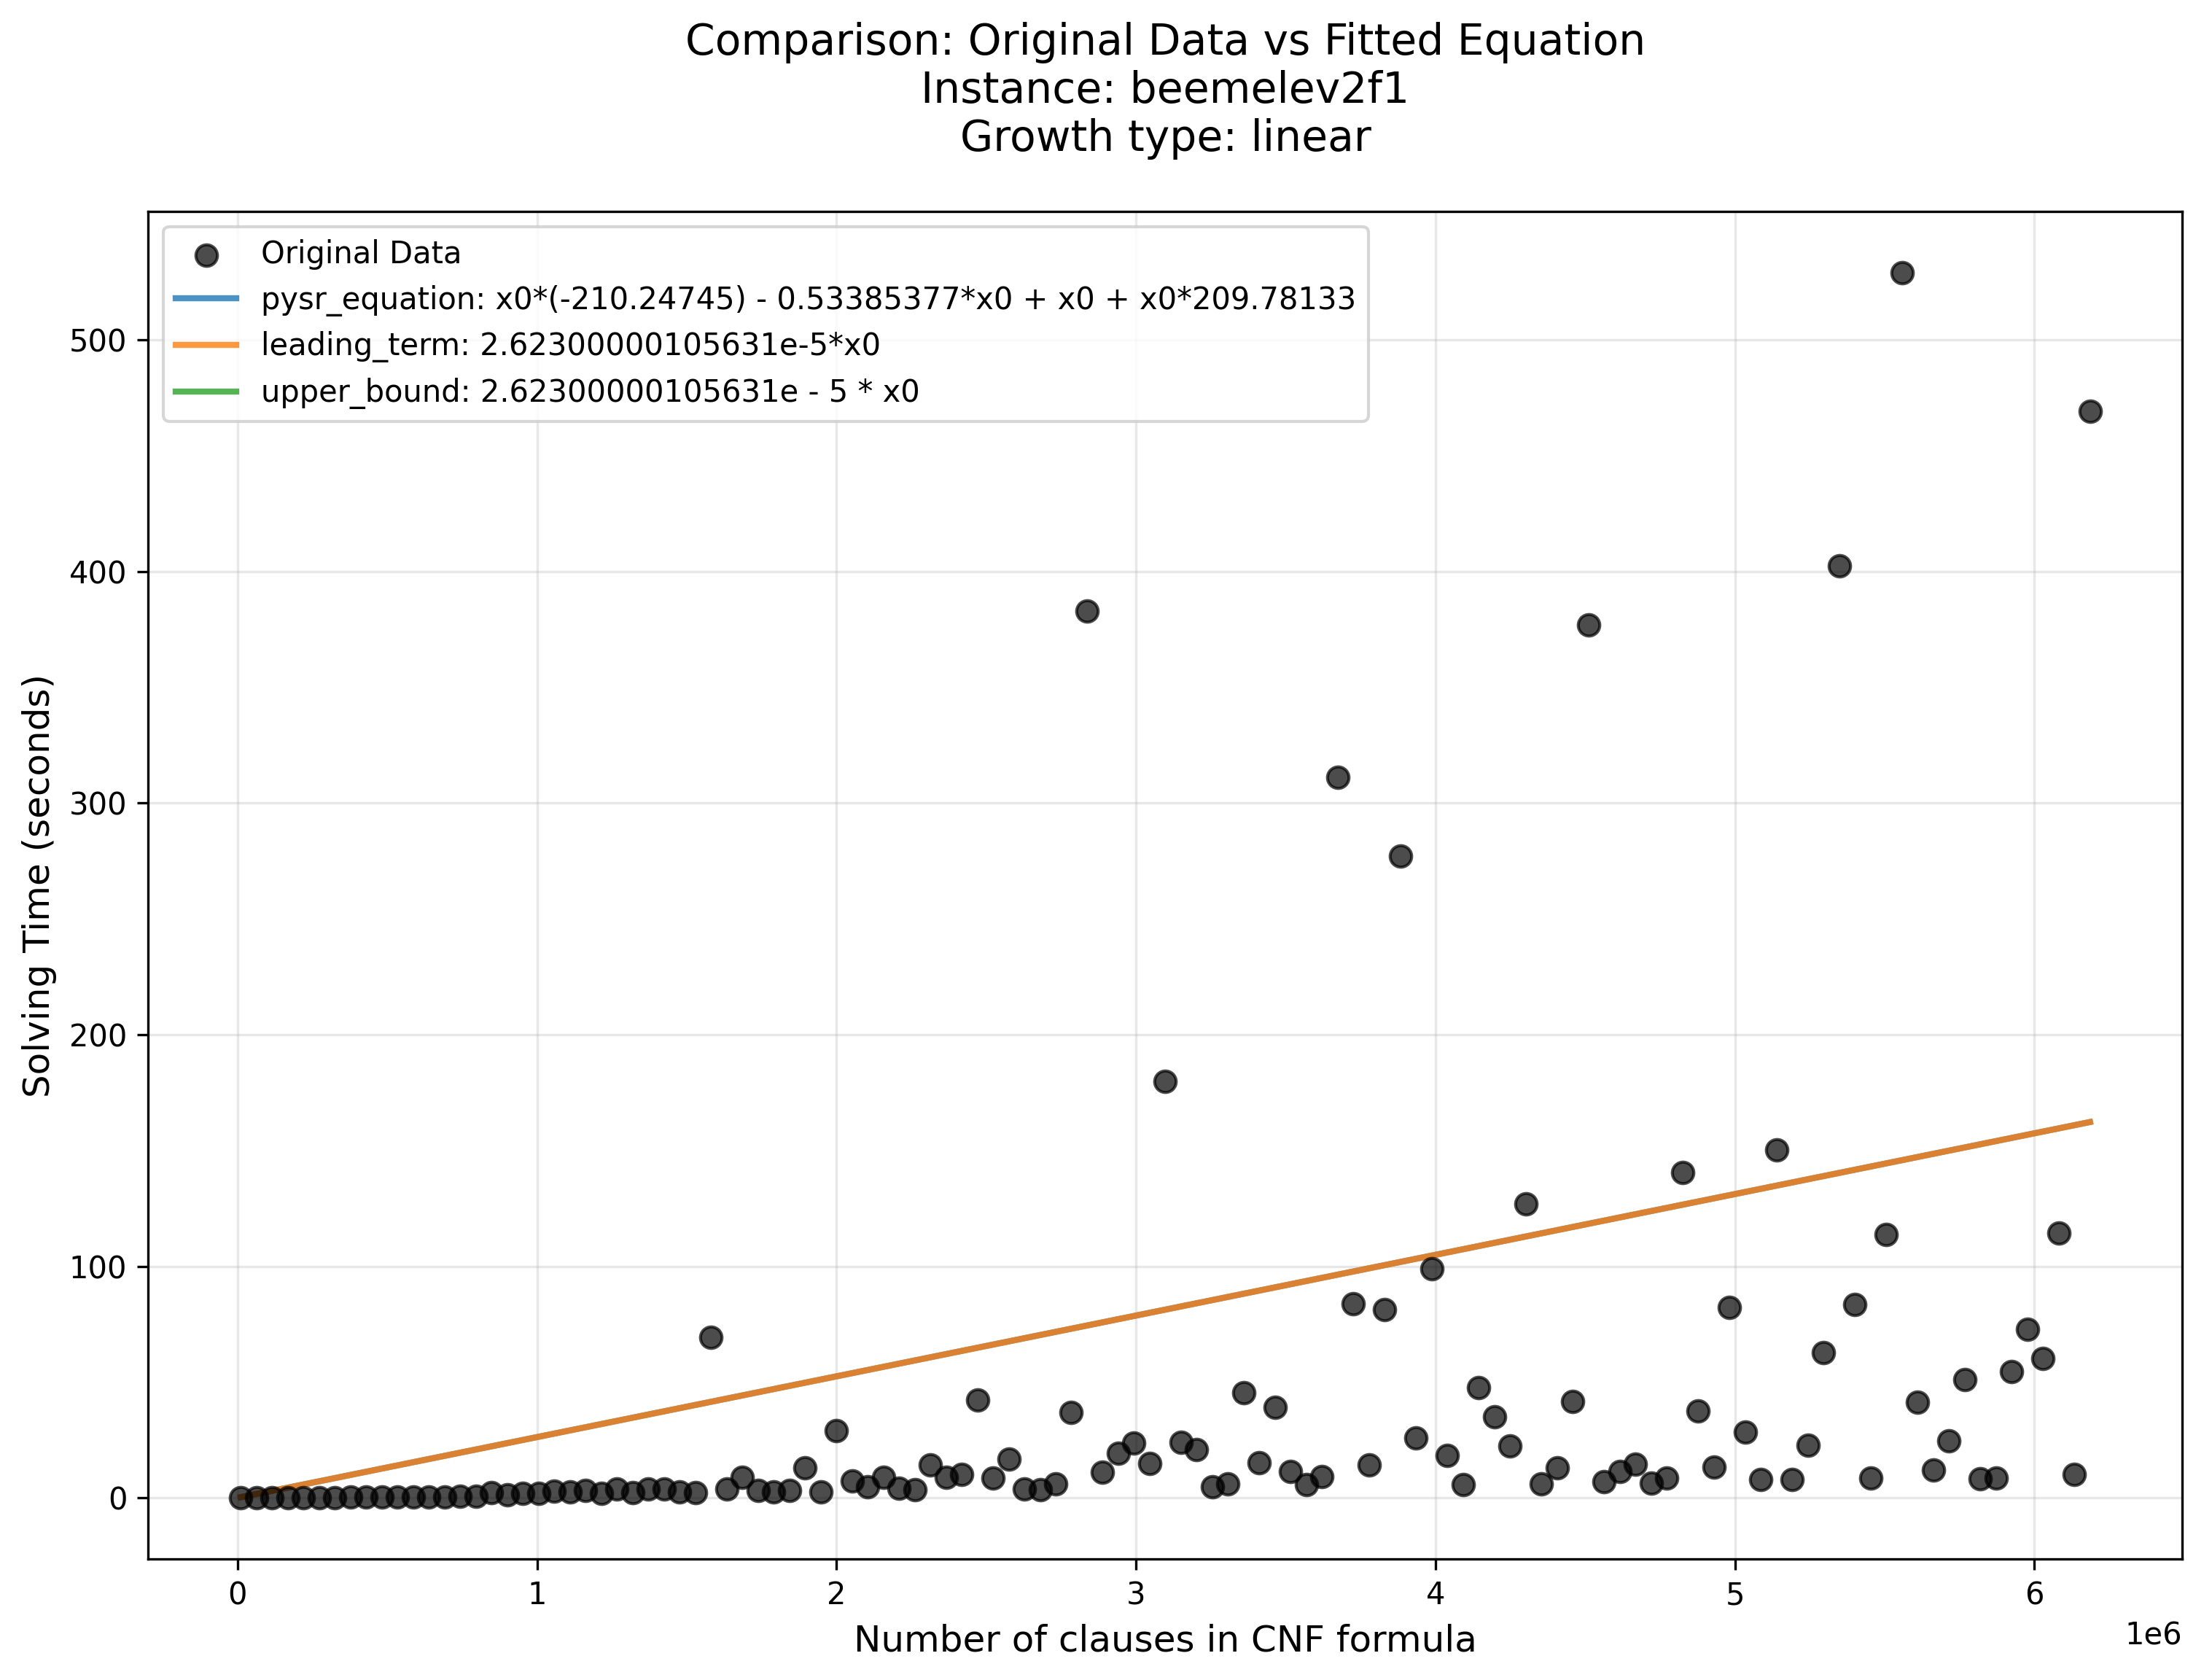 Comparison: Original Data vs Fitted Equation
Instance: beemelev2f1
Growth type: linear
Original Data
pysr_equation: x0*(-210.24745) - 0.53385377*x0 + x0 + x0*209.78133
leading_term: 2.62300000105631e-5*x0
upper_bound: 2.62300000105631e - 5 * x0
500
400
300
200
100
0
Solving Time (seconds)
0 1 2 3 4 5 6
1e6
Number of clauses in CNF formula